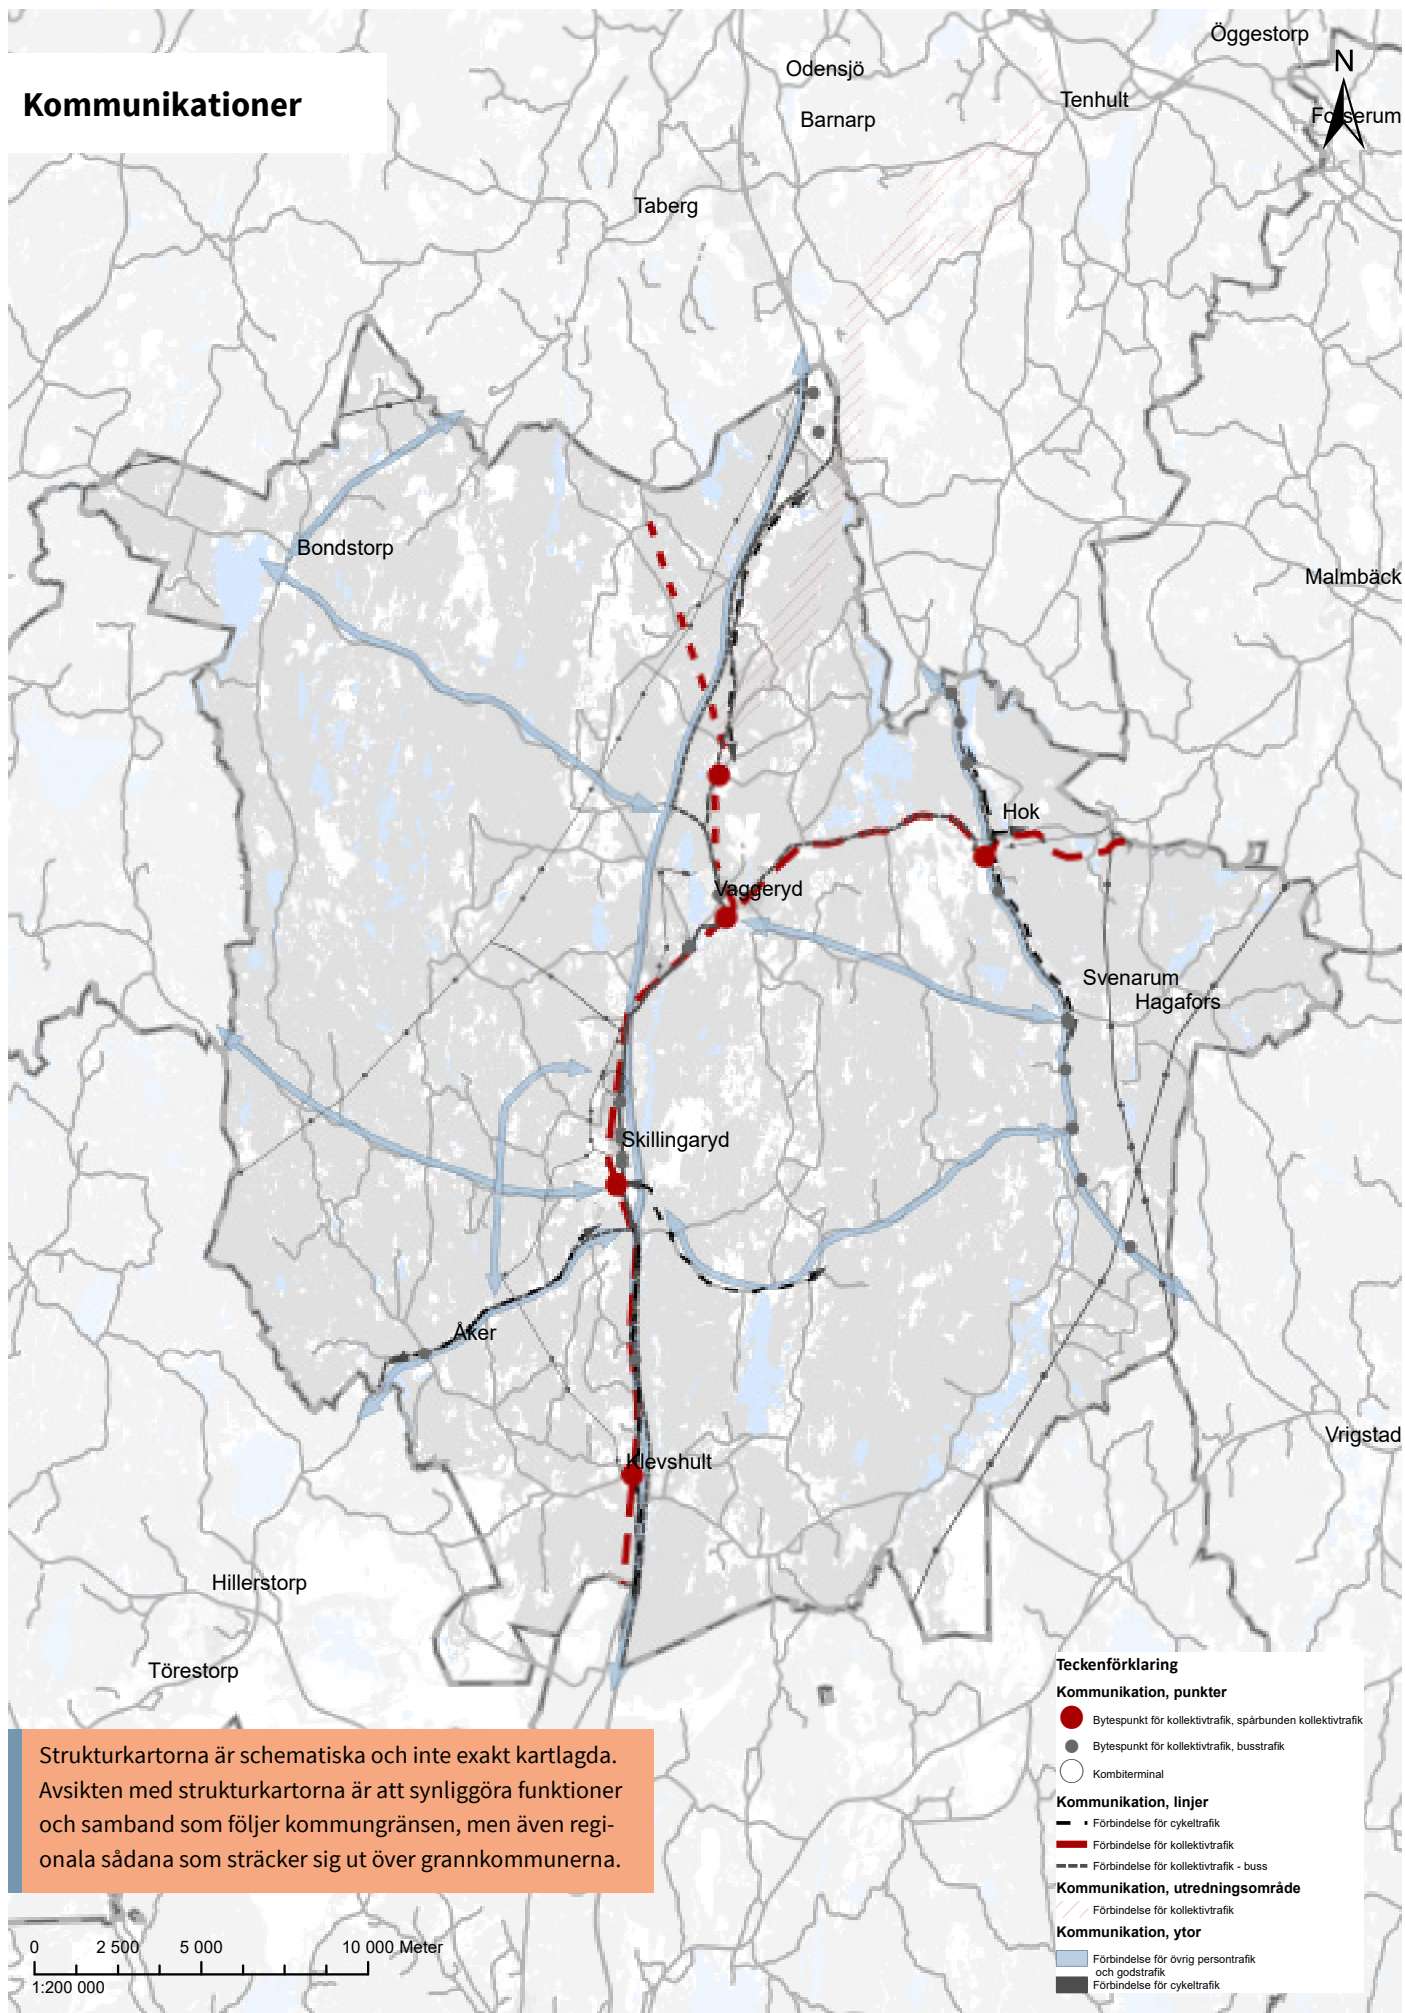 Kommunikationer
Öggestorp
N
Odensjö
Tenhult
Barnarp
Forserum
Taberg
Bondstorp
Malmbäck
Hok
Vaggeryd
Svenarum
Hagafors
Skillingaryd
Åker
Vrigstad
Klevshult
Hillerstorp
Törestorp
Strukturkartorna är schematiska och inte exakt kartlagda.
Avsikten med strukturkartorna är att synliggöra funktioner
och samband som följer kommungränsen, men även regi-
onala sådana som sträcker sig ut över grannkommunerna.
0 2 500 5 000 10 000 Meter
1:200 000
Teckenförklaring
Kommunikation, punkter
Bytespunkt för kollektivtrafik, spårbunden kollektivtrafik
Bytespunkt för kollektivtrafik, busstrafik
Kombiterminal
Kommunikation, linjer
Förbindelse för cykeltrafik
Förbindelse för kollektivtrafik
Förbindelse för kollektivtrafik - buss
Kommunikation, utredningsområde
Förbindelse för kollektivtrafik
Kommunikation, ytor
Förbindelse för övrig persontrafik
och godstrafik
Förbindelse för cykeltrafik